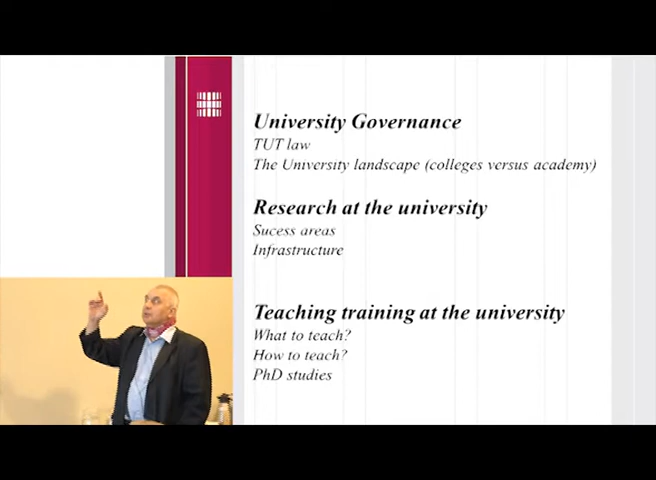 University Governance
TUT law
The University landscape (colleges versus academy)
Research at the university
Sucess areas
Infrastructure
Teaching training at the university
What to teach?
How to teach?
PhD studies